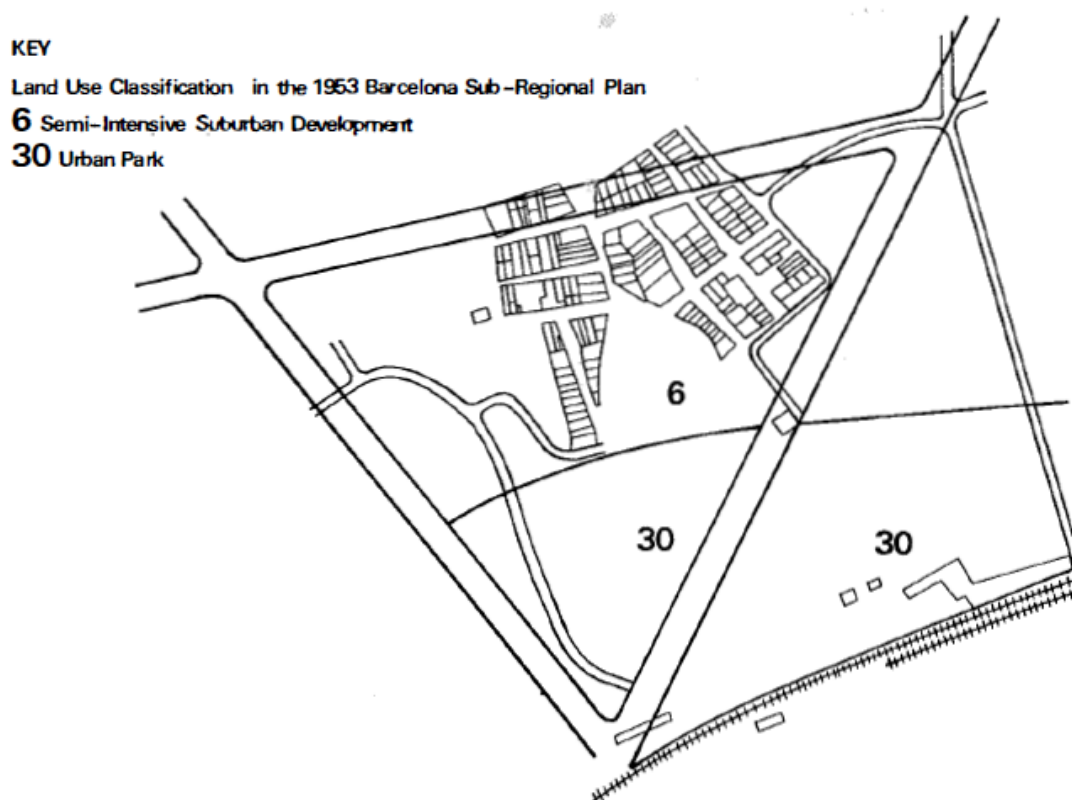 KEY
Land Use Classification in the 1953 Barcelona Sub-Regional Plan
6 Semi-Intensive Suburban Development
30 Urban Park
6
30
30